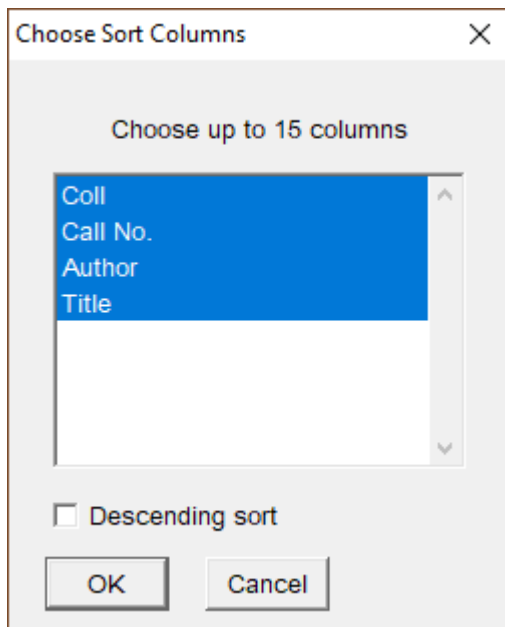 Choose Sort Columns
Choose up to 15 columns
Coll
Call No.
Author
Title
Descending sort
OK
Cancel